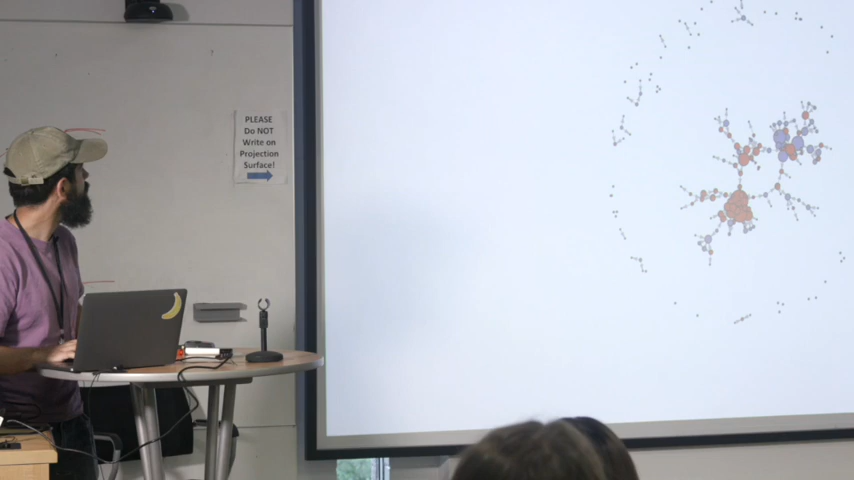 PLEASE
Do NOT
Write on
Projection
Surface!